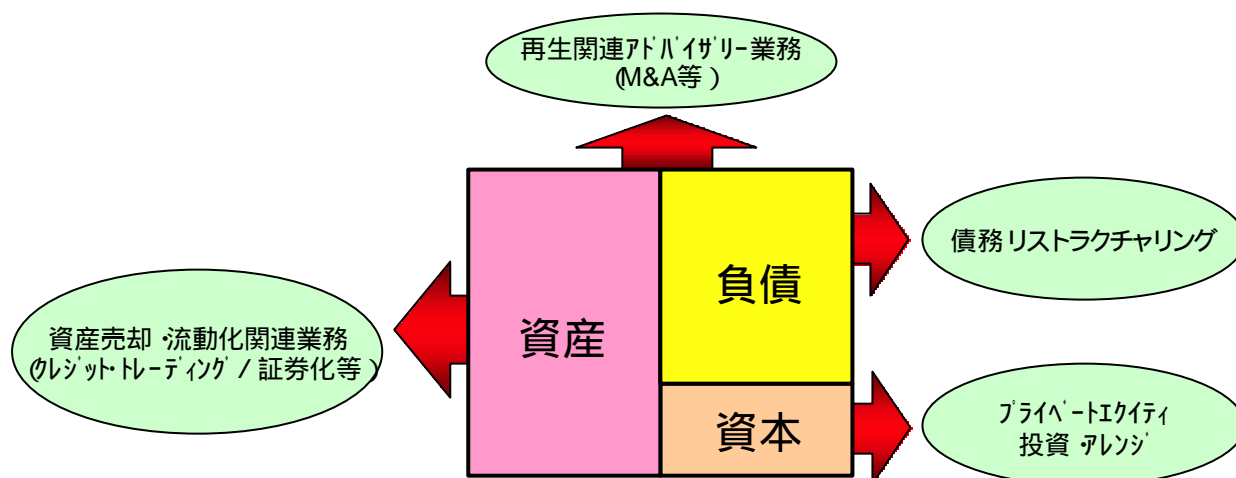 再生関連アドバイザリー業務
(M&A等)
負債
債務リストラクチャリング
資産
資産売却・流動化関連業務
(クレジット・トレーディング/証券化等)
資本
プライベートエクイティ
投資・アレンジ